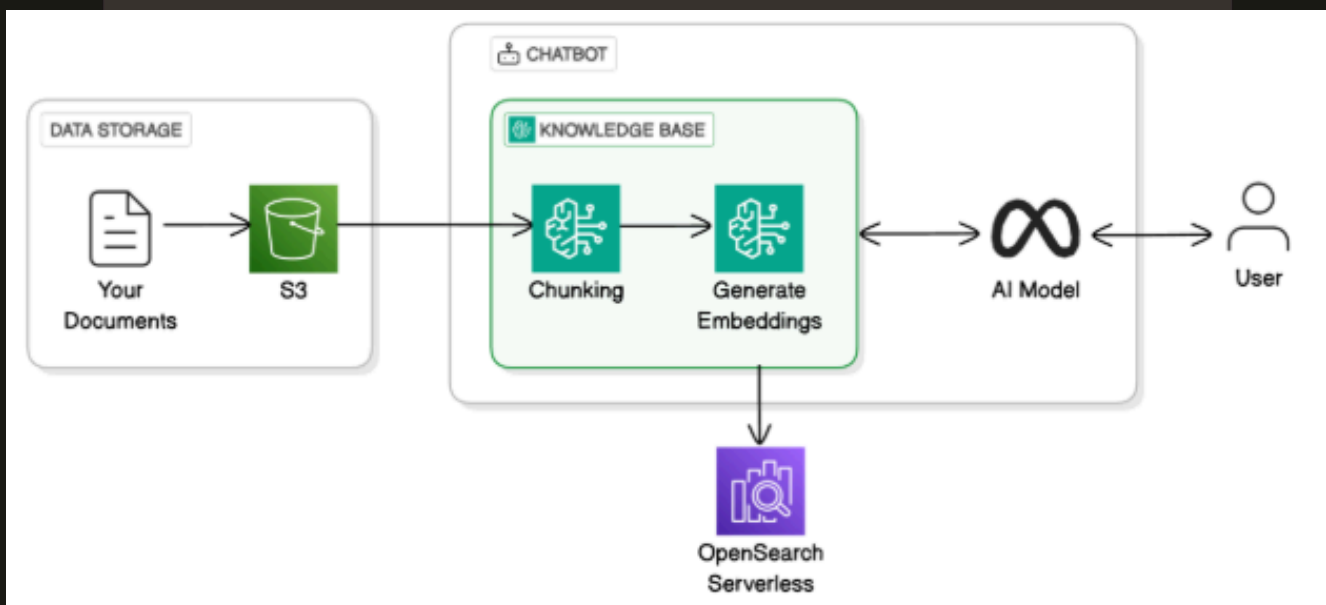 CHATBOT
DATA STORAGE
KNOWLEDGE BASE
Your
Documents
S3
Chunking
Generate
Embeddings
AI Model
User
OpenSearch
Serverless